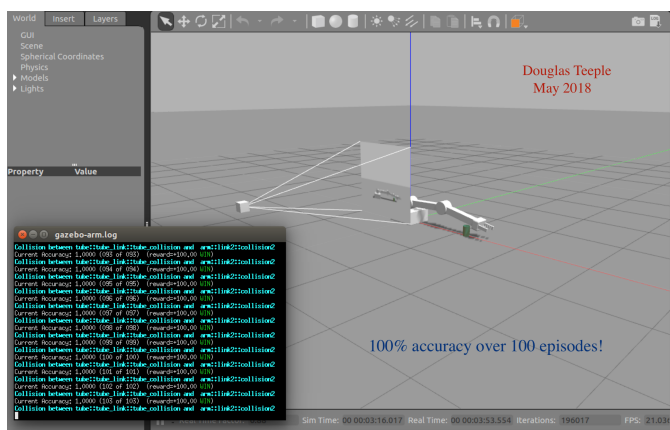 World Insert Layers
GUI
Scene
Spherical Coordinates
Physics
Models
Lights
Property Value
Douglas Teeple
May 2018
gazebo-arm.log
Collision between tube::tube_link::tube_collision and arm::link2::collision2
Current Accuracy: 1.0000 (093 of 093) (reward=+100.00 WIN)
Collision between tube::tube_link::tube_collision and arm::link2::collision2
Current Accuracy: 1.0000 (094 of 094) (reward=+100.00 WIN)
Collision between tube::tube_link::tube_collision and arm::link2::collision2
Current Accuracy: 1.0000 (095 of 095) (reward=+100.00 WIN)
Collision between tube::tube_link::tube_collision and arm::link2::collision2
Current Accuracy: 1.0000 (096 of 096) (reward=+100.00 WIN)
Collision between tube::tube_link::tube_collision and arm::link2::collision2
Current Accuracy: 1.0000 (097 of 097) (reward=+100.00 WIN)
Collision between tube::tube_link::tube_collision and arm::link2::collision2
Current Accuracy: 1.0000 (098 of 098) (reward=+100.00 WIN)
Collision between tube::tube_link::tube_collision and arm::link2::collision2
Current Accuracy: 1.0000 (099 of 099) (reward=+100.00 WIN)
Collision between tube::tube_link::tube_collision and arm::link2::collision2
Current Accuracy: 1.0000 (100 of 100) (reward=+100.00 WIN)
Collision between tube::tube_link::tube_collision and arm::link2::collision2
Current Accuracy: 1.0000 (101 of 101) (reward=+100.00 WIN)
Collision between tube::tube_link::tube_collision and arm::link2::collision2
Current Accuracy: 1.0000 (102 of 102) (reward=+100.00 WIN)
Collision between tube::tube_link::tube_collision and arm::link2::collision2
Current Accuracy: 1.0000 (103 of 103) (reward=+100.00 WIN)
Collision between tube::tube_link::tube_collision and arm::link2::collision2
100% accuracy over 100 episodes!
Sim Time: 00 00:03:16.017 Real Time: 00 00:03:53.554 Iterations: 196017 FPS: